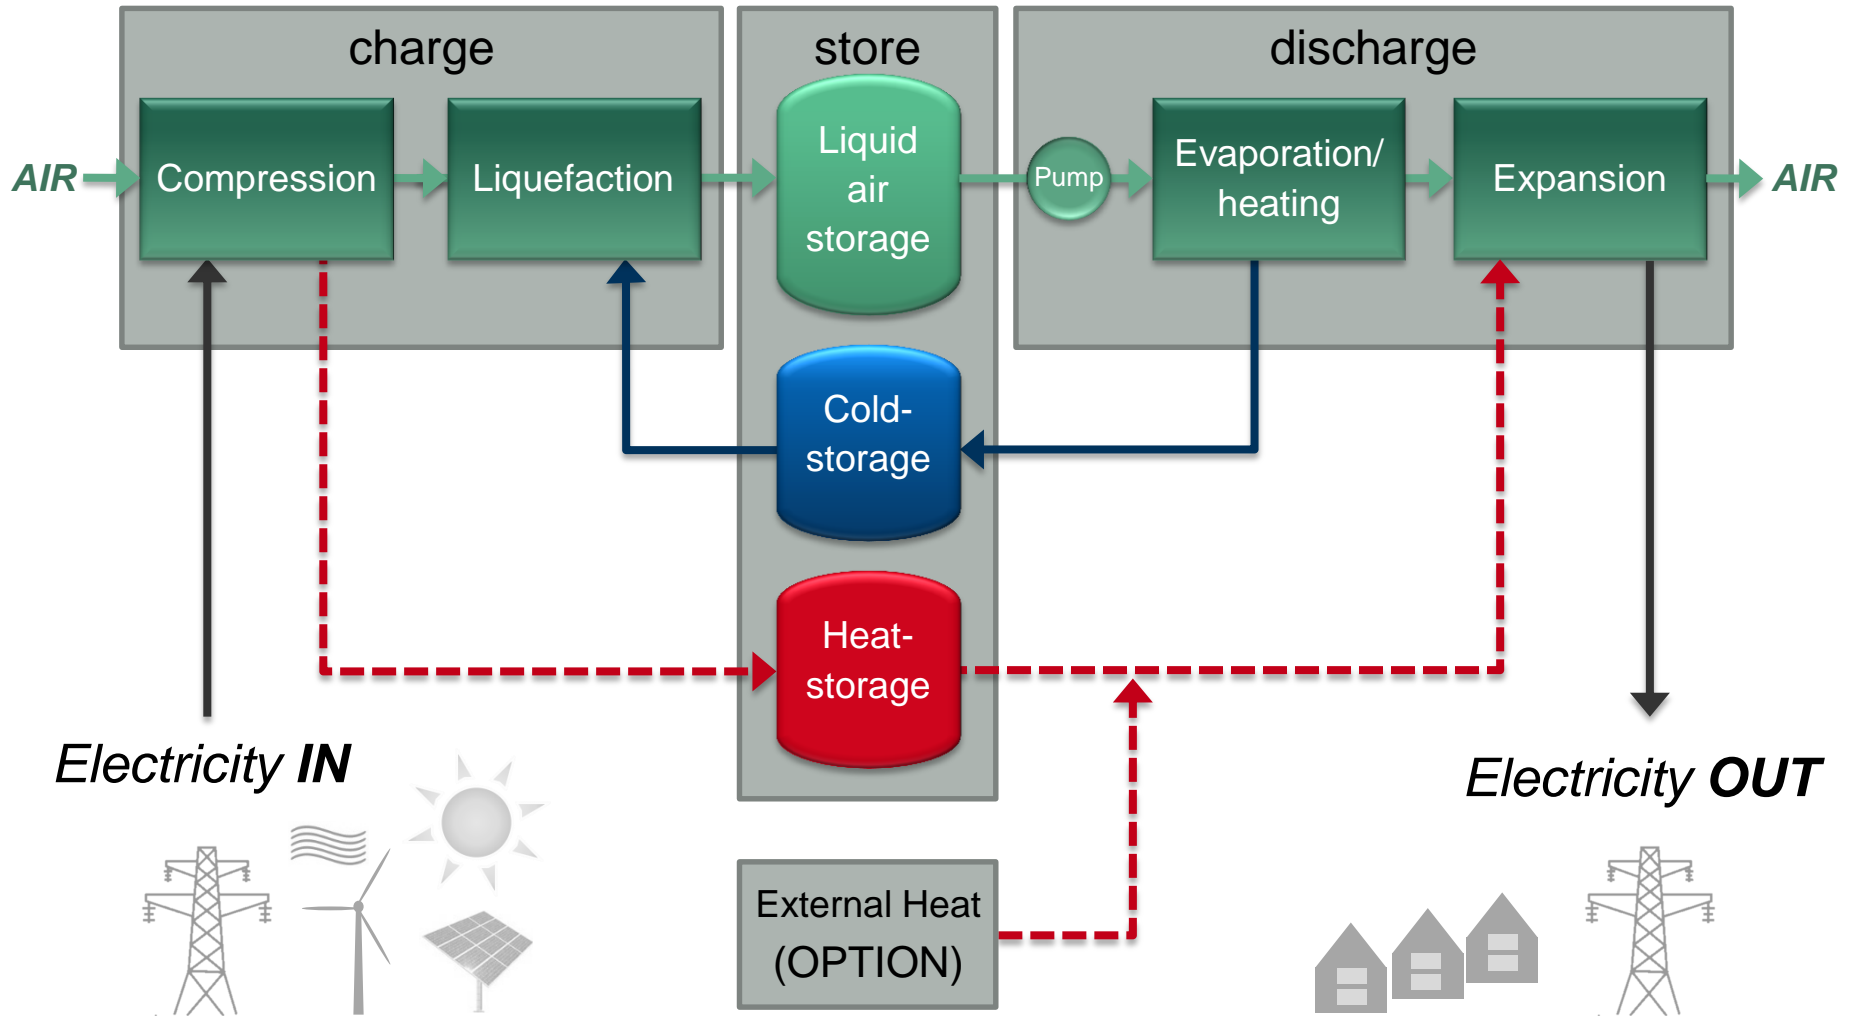 charge
store
discharge
AIR
Compression
Liquefaction
Liquid
air
storage
Pump
Evaporation/
heating
Expansion
AIR
Cold-
storage
Heat-
storage
Electricity IN
Electricity OUT
External Heat
(OPTION)